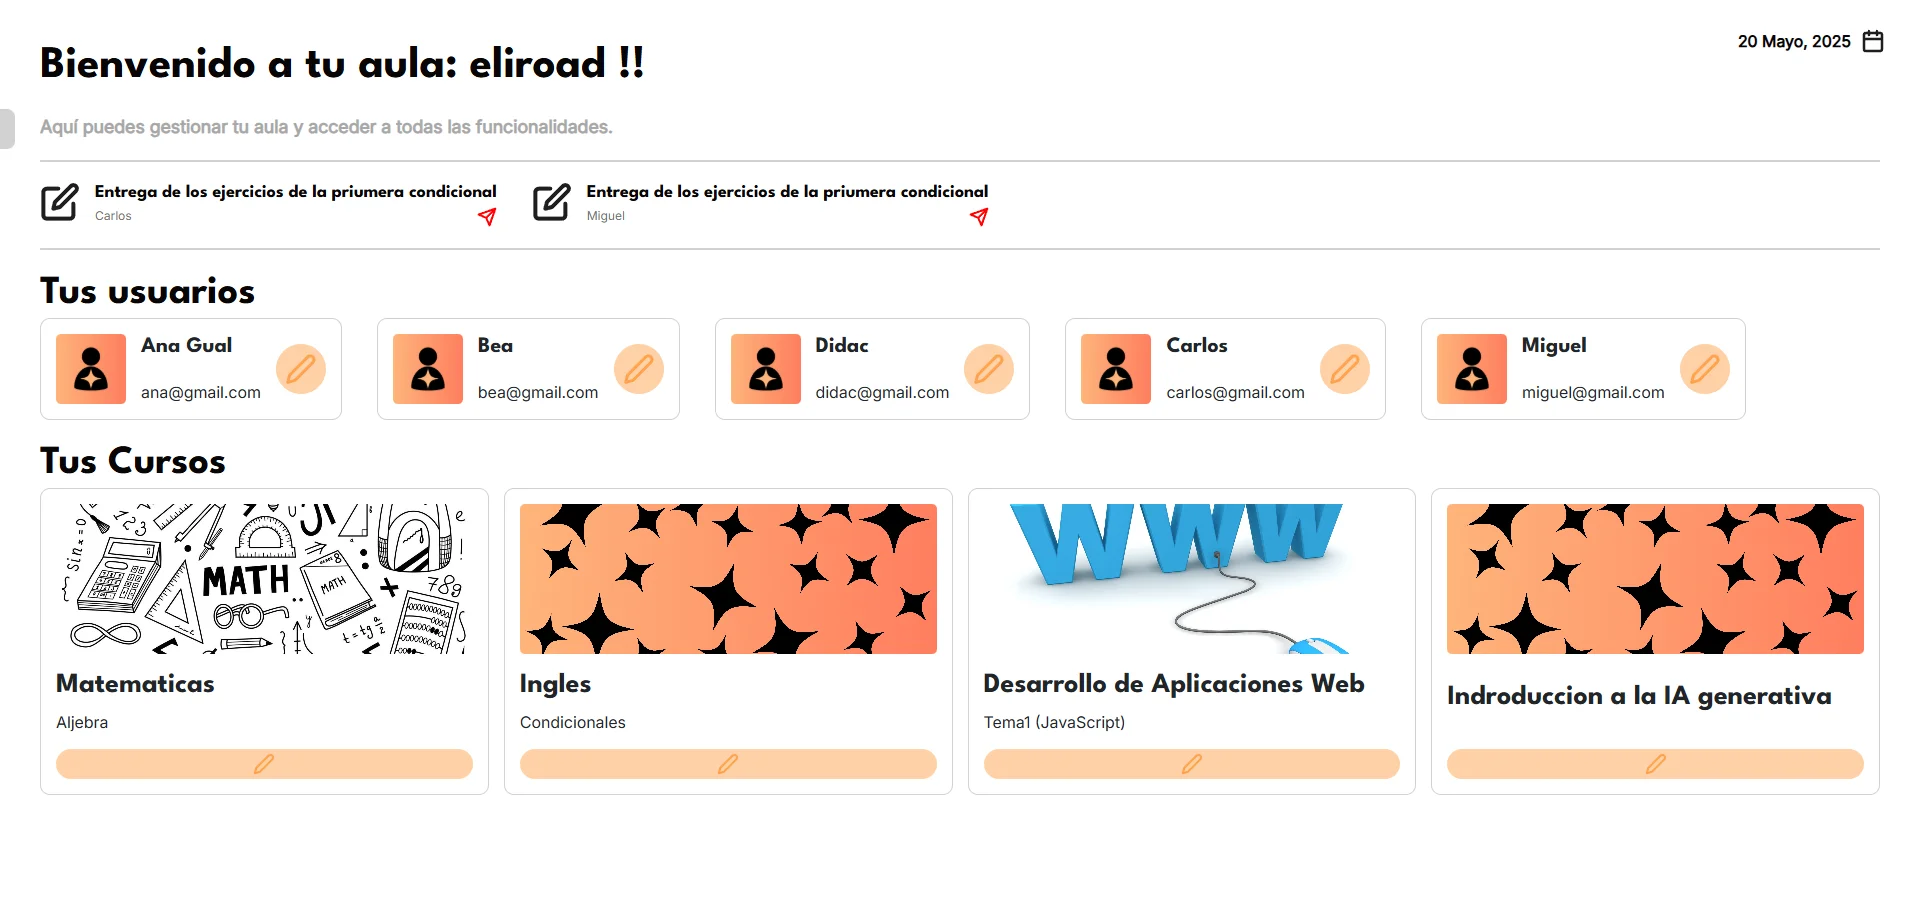 20 Mayo, 2025
Bienvenido a tu aula: eliroad !!
Aquí puedes gestionar tu aula y acceder a todas las funcionalidades.
Entrega de los ejercicios de la priumera condicional
Carlos
Entrega de los ejercicios de la priumera condicional
Miguel
Tus usuarios
Ana Gual
ana@gmail.com
Bea
bea@gmail.com
Didac
didac@gmail.com
Carlos
carlos@gmail.com
Miguel
miguel@gmail.com
Tus Cursos
MATH
MATH
789
WWW
Matematicas
Aljebra
Ingles
Condicionales
Desarrollo de Aplicaciones Web
Tema1 (JavaScript)
Indroduccion a la IA generativa